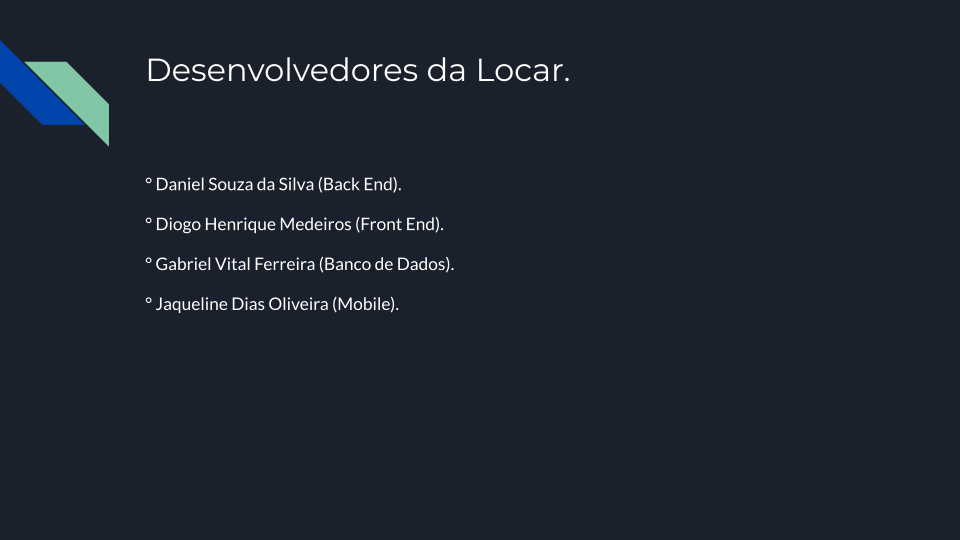 Desenvolvedores da Locar.
° Daniel Souza da Silva (Back End).
° Diogo Henrique Medeiros (Front End).
° Gabriel Vital Ferreira (Banco de Dados).
° Jaqueline Dias Oliveira (Mobile).